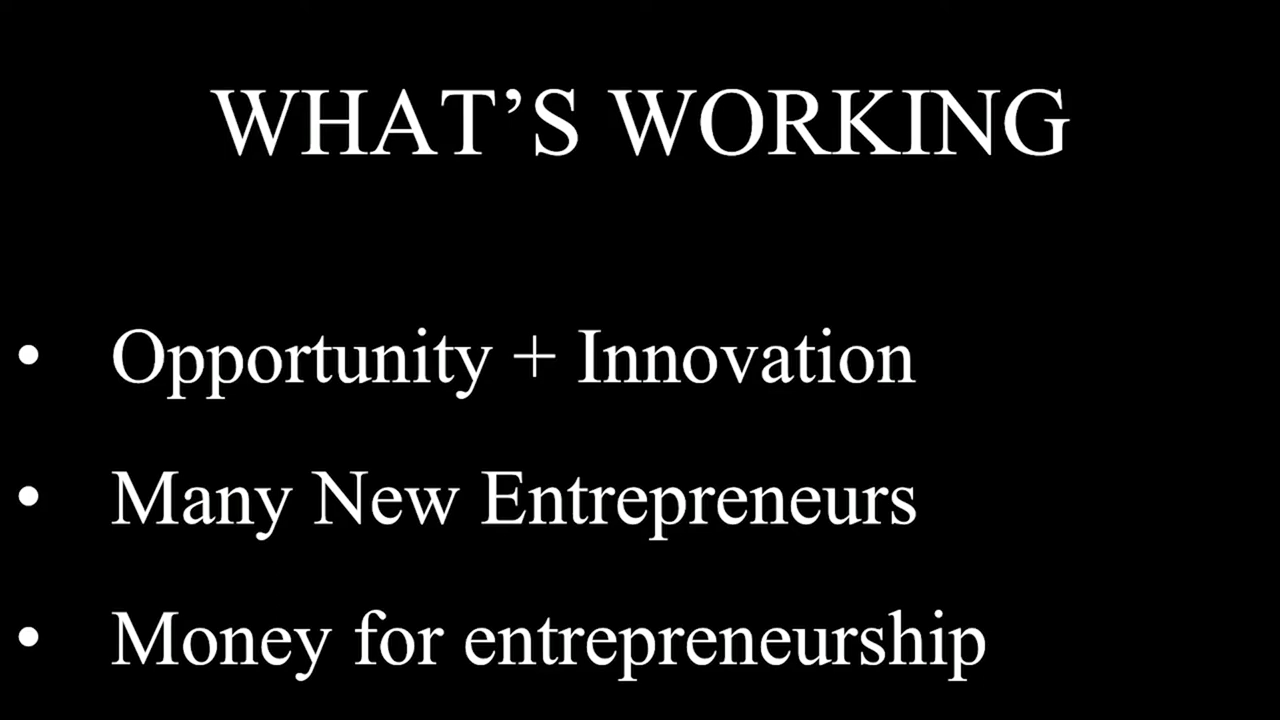 WHAT’S WORKING
• Opportunity + Innovation
• Many New Entrepreneurs
• Money for entrepreneurship